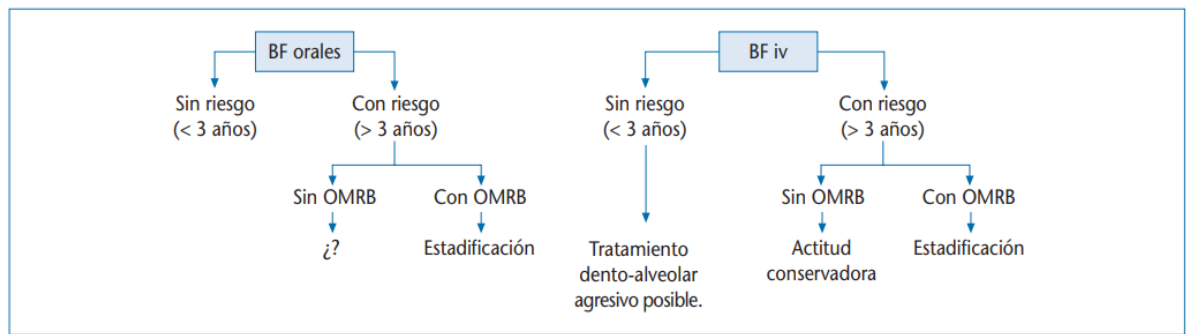 BF orales
BF iv
Sin riesgo
(< 3 años)
Con riesgo
(> 3 años)
Sin riesgo
(< 3 años)
Con riesgo
(> 3 años)
Sin OMRB
Con OMRB
Sin OMRB
Con OMRB
¿?
Estadificación
Tratamiento
dento-alveolar
agresivo posible.
Actitud
conservadora
Estadificación